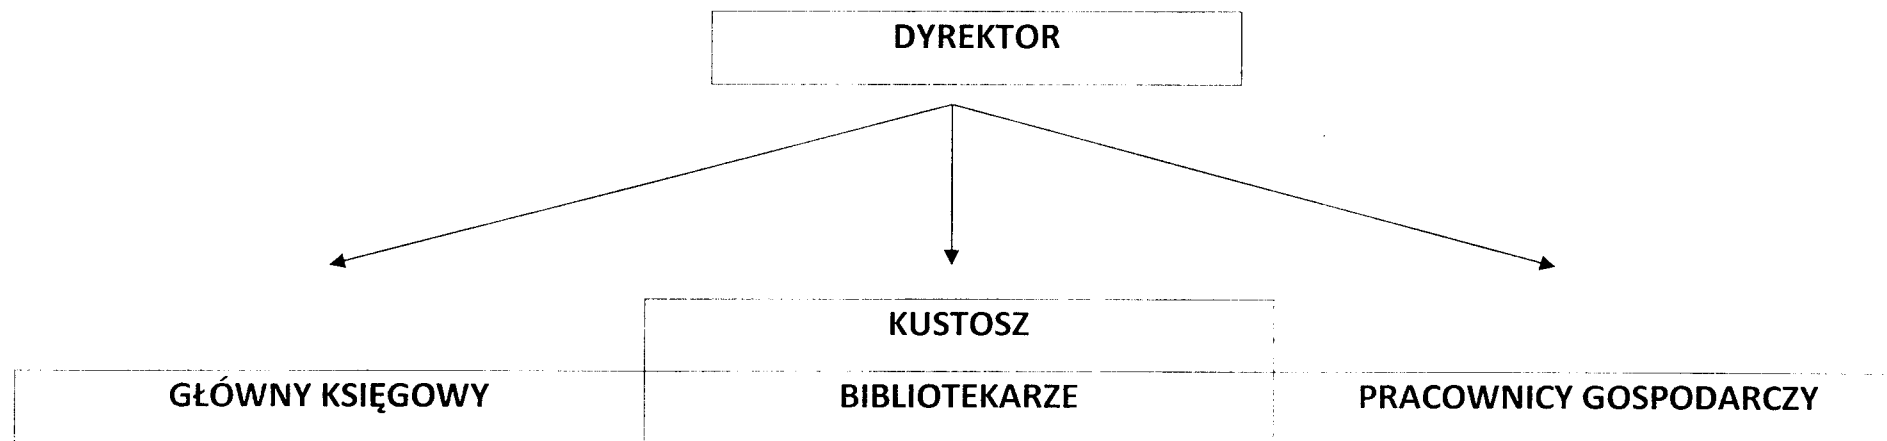 DYREKTOR
KUSTOSZ
GŁÓWNY KSIĘGOWY
BIBLIOTEKARZE
PRACOWNICY GOSPODARCZY